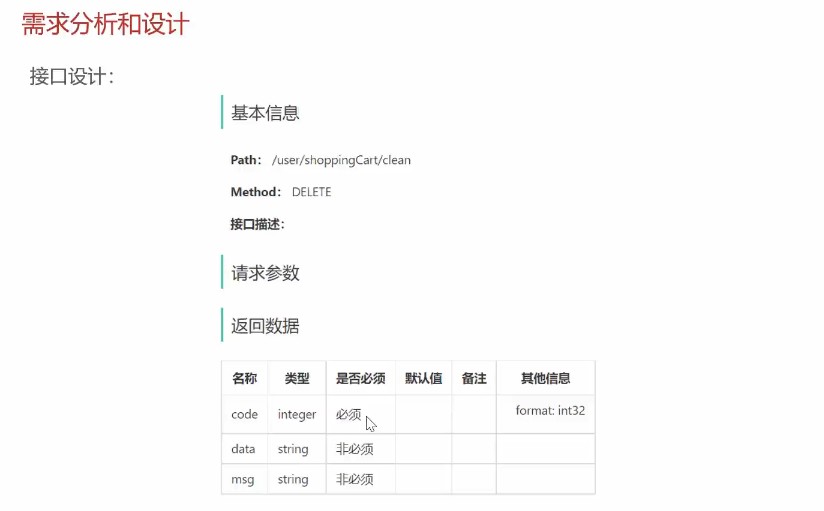 需求分析和设计
接口设计：
基本信息
Path： /user/shoppingCart/clean
Method： DELETE
接口描述：
请求参数
返回数据
名称 类型 是否必须 默认值 备注 其他信息
code integer 必须 format: int32
data string 非必须
msg string 非必须